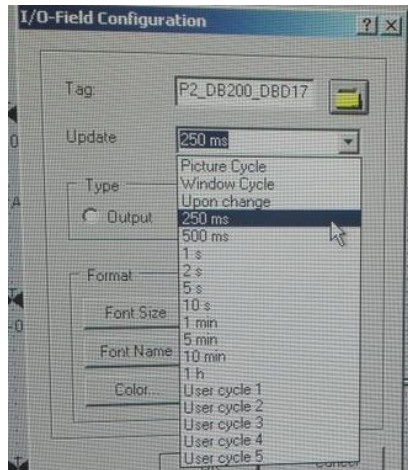 I/O-Field Configuration
Tag:
P2_DB200_DBD17
Update
250 ms
Picture Cycle
Window Cycle
Upon change
250 ms
500 ms
1 s
2 s
5 s
10 s
1 min
5 min
10 min
1 h
User cycle 1
User cycle 2
User cycle 3
User cycle 4
User cycle 5
Type
Output
Format
Font Size
Font Name
Color...